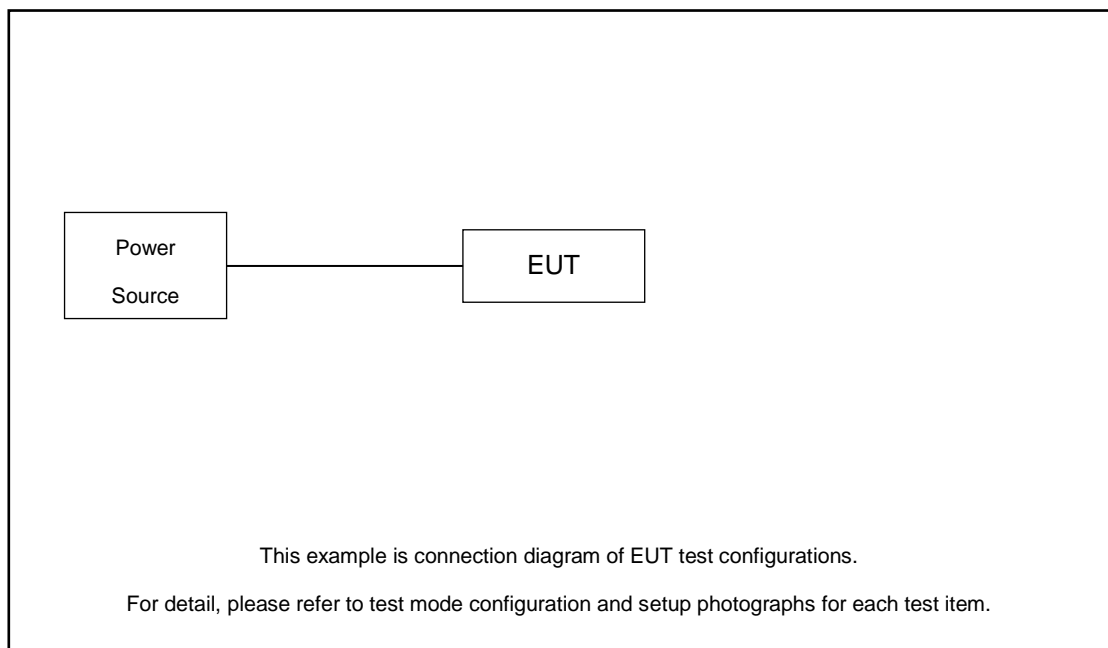 Power
Source
EUT
This example is connection diagram of EUT test configurations.
For detail, please refer to test mode configuration and setup photographs for each test item.